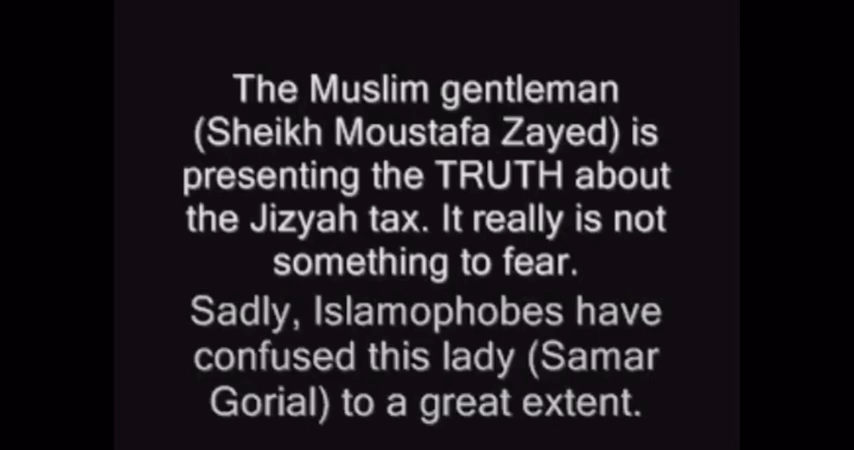 The Muslim gentleman
(Sheikh Moustafa Zayed) is
presenting the TRUTH about
the Jizyah tax. It really is not
something to fear.
Sadly, Islamophobes have
confused this lady (Samar
Gorial) to a great extent.